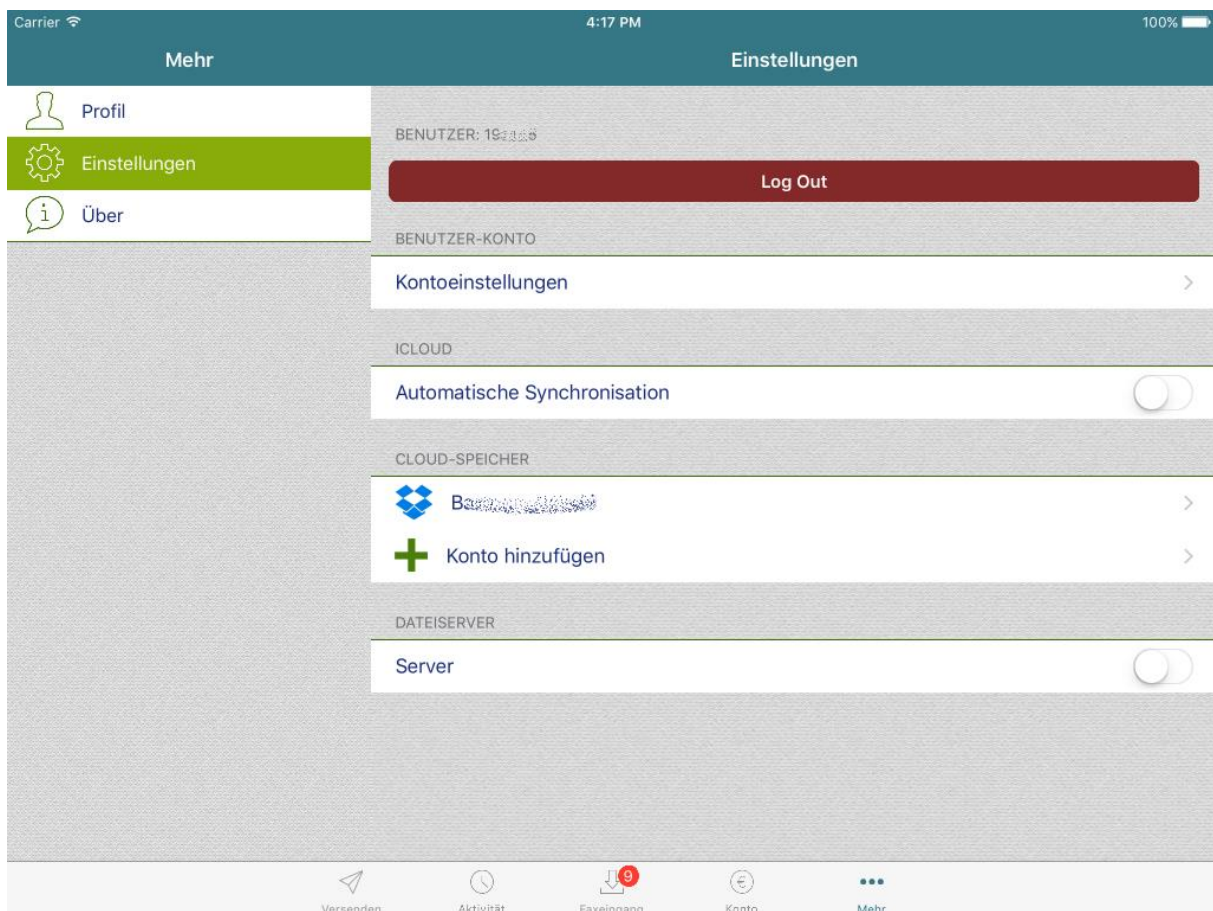 Carrier 4:17 PM 100%
Mehr Einstellungen
Profil
Einstellungen
Über
BENUTZER:
Log Out
BENUTZER-KONTO
Kontoeinstellungen
ICLOUD
Automatische Synchronisation
CLOUD-SPEICHER
Konto hinzufügen
DATEISERVER
Server
9
Versenden Aktivität Faxeingang Konto Mehr